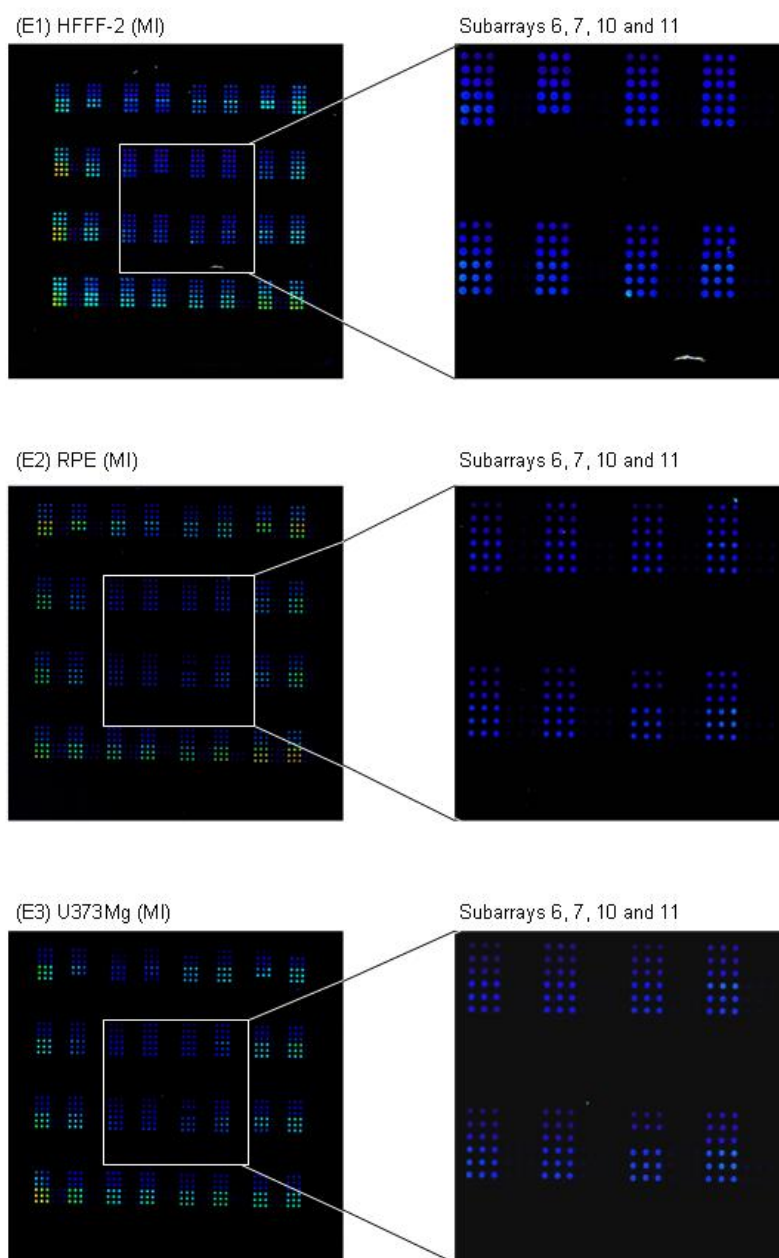 (E1) HFFF-2 (MI)
Subarrays 6, 7, 10 and 11
(E2) RPE (MI)
Subarrays 6, 7, 10 and 11
(E3) U373Mg (MI)
Subarrays 6, 7, 10 and 11